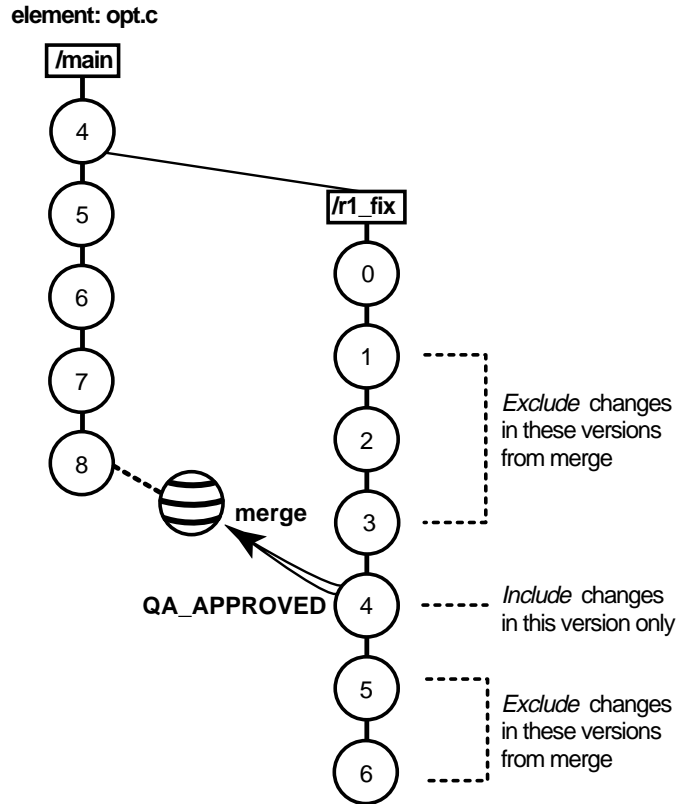 element: opt.c
/main
4
5
/r1_fix
0
6
1
7
Exclude changes
in these versions
from merge
2
8
merge
3
QA_APPROVED
4
Include changes
in this version only
5
Exclude changes
in these versions
from merge
6